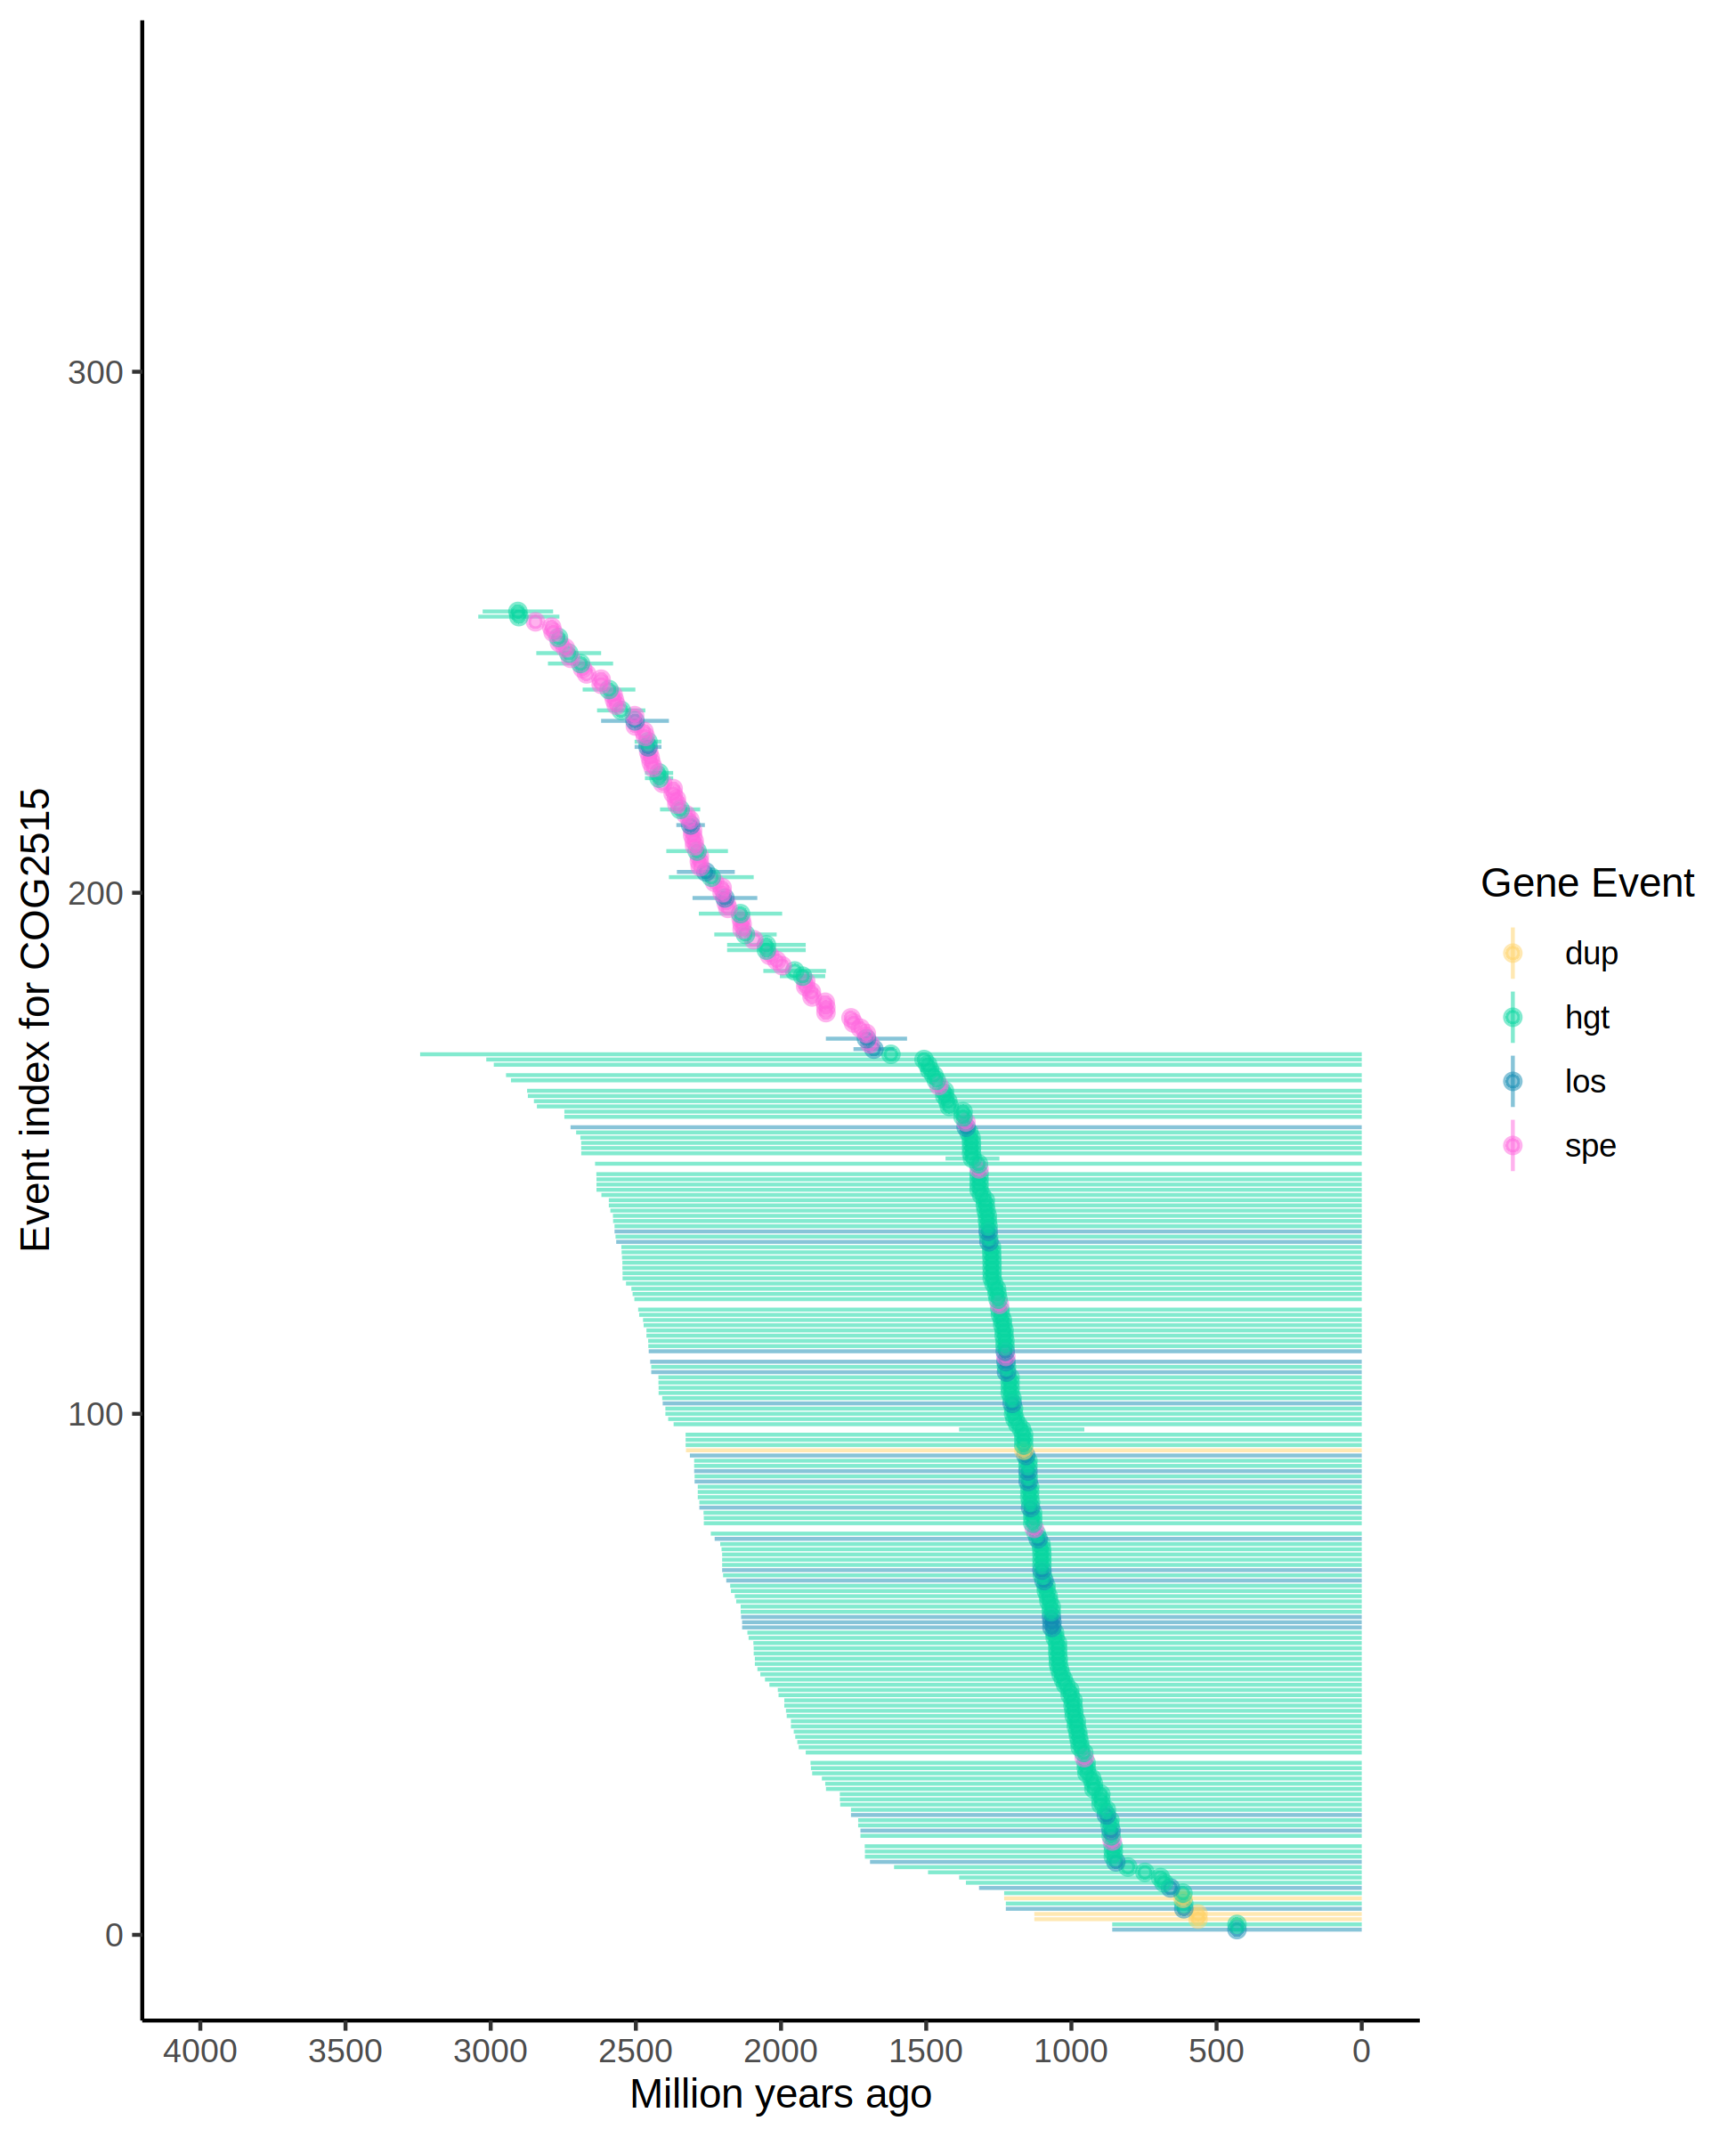 Event index for COG2515
300
200
100
0
4000 3500 3000 2500 2000 1500 1000 500 0
Million years ago
Gene Event
dup
hgt
los
spe